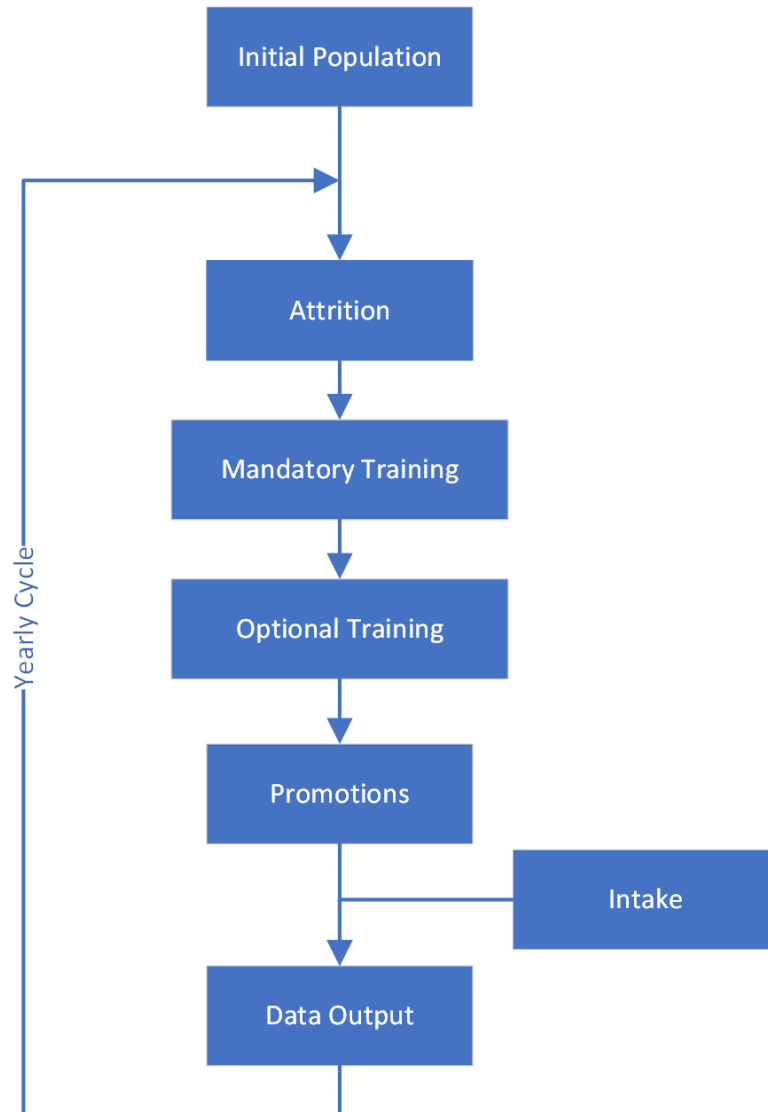 Initial Population
Attrition
Mandatory Training
Optional Training
Yearly Cycle
Promotions
Intake
Data Output